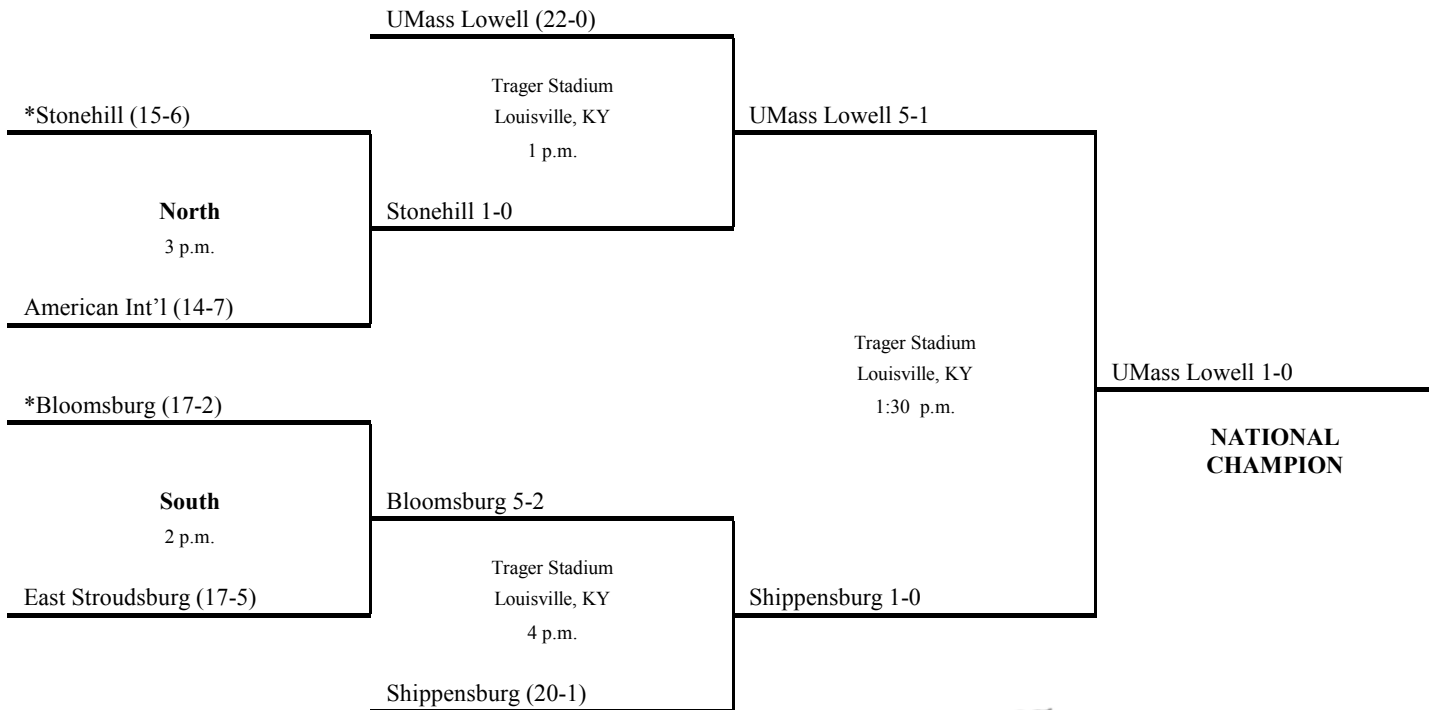 UMass Lowell (22-0)
Trager Stadium
Louisville, KY
1 p.m.
*Stonehill (15-6)
UMass Lowell 5-1
North
3 p.m.
Stonehill 1-0
American Int’l (14-7)
Trager Stadium
Louisville, KY
1:30 p.m.
UMass Lowell 1-0
NATIONAL
CHAMPION
*Bloomsburg (17-2)
South
2 p.m.
Bloomsburg 5-2
East Stroudsburg (17-5)
Trager Stadium
Louisville, KY
4 p.m.
Shippensburg 1-0
Shippensburg (20-1)